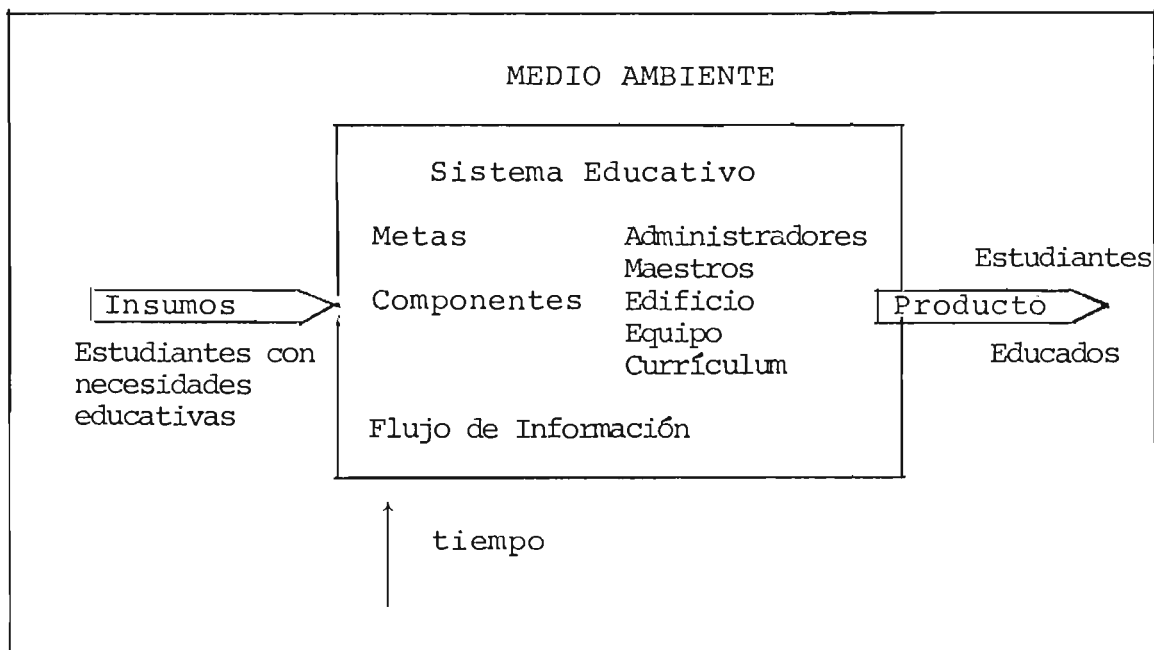 MEDIO AMBIENTE
Sistema Educativo
Metas
Administradores
Maestros
Componentes
Edificio
Equipo
Currículum
Flujo de Información
Insumos
Estudiantes con
necesidades
educativas
Estudiantes
Producto
Educados
tiempo